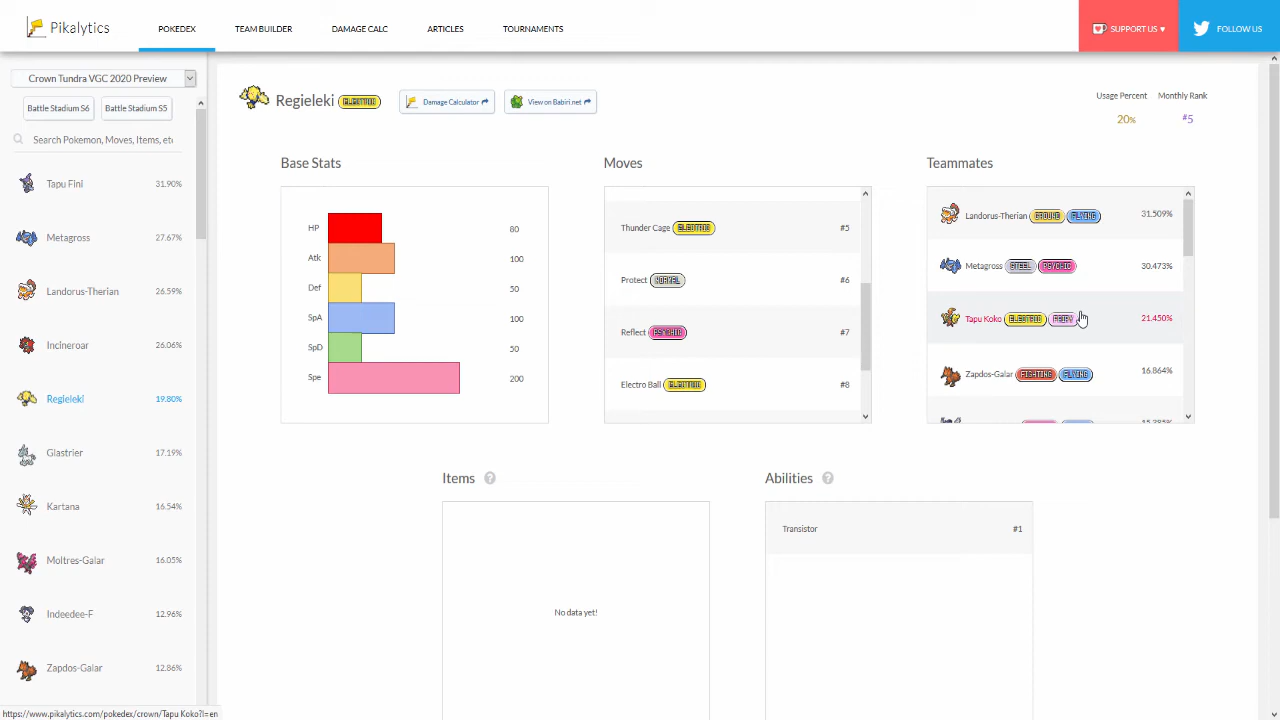 Pikalytics
POKEDEX
TEAM BUILDER
DAMAGE CALC
ARTICLES
TOURNAMENTS
SUPPORT US ▾
FOLLOW US
Crown Tundra VGC 2020 Preview
Battle Stadium S6
Battle Stadium S5
Search Pokemon, Moves, Items, etc
Tapu Fini 31.90%
Metagross 27.67%
Landorus-Therian 26.59%
Incineroar 26.06%
Regieleki 19.80%
Glastrier 17.19%
Kartana 16.54%
Moltres-Galar 16.05%
Indeedee-F 12.96%
Zapdos-Galar 12.86%
Regieleki ELECTRIC
Damage Calculator
View on Babiri.net
Usage Percent
20%
Monthly Rank
#5
Base Stats
HP 80
Atk 100
Def 50
SpA 100
SpD 50
Spe 200
Moves
Thunder Cage ELECTRIC #5
Protect NORMAL #6
Reflect PSYCHIC #7
Electro Ball ELECTRIC #8
Teammates
Landorus-Therian GROUND FLYING 31.509%
Metagross STEEL PSYCHIC 30.473%
Tapu Koko ELECTRIC FAIRY 21.450%
Zapdos-Galar FIGHTING FLYING 16.864%
Items ?
No data yet!
Abilities ?
Transistor #1
https://www.pikalytics.com/pokedex/crown/Tapu Koko?l=en